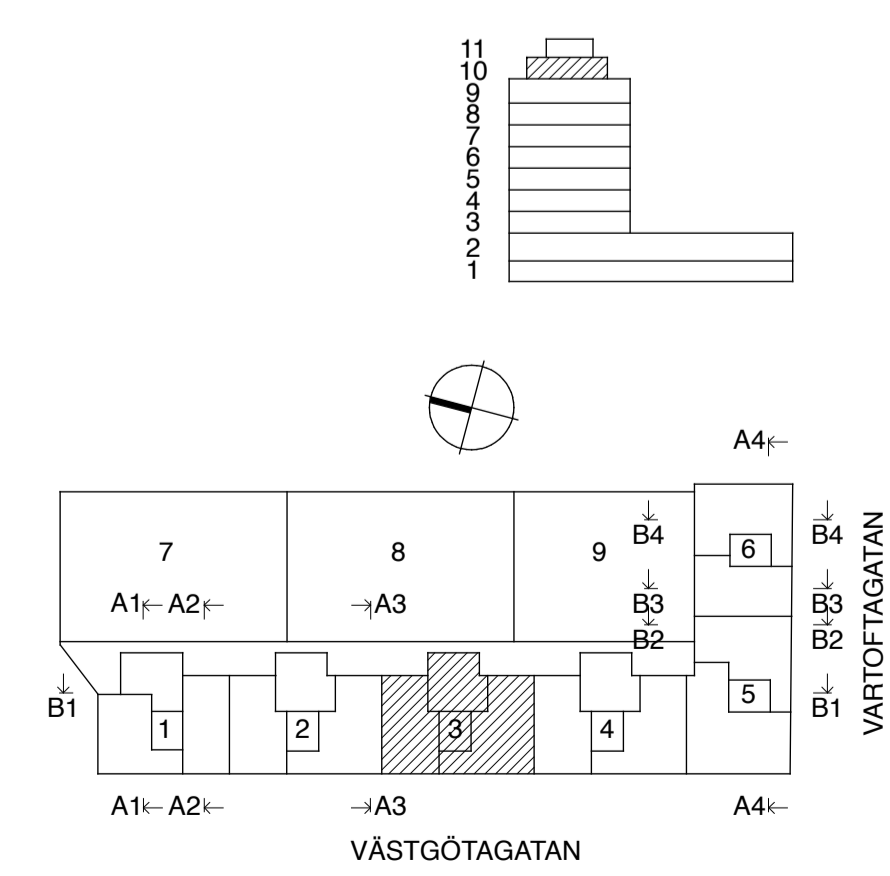 11
10
9
8
7
6
5
4
3
2
1
A4
B4 B4
7 8 9 6
A1 A2 A3 B3 B3
B2 B2
VARTOFTAGATAN
B1 5 B1
1 2 3 4
A1 A2 A3 A4
VÄSTGÖTAGATAN